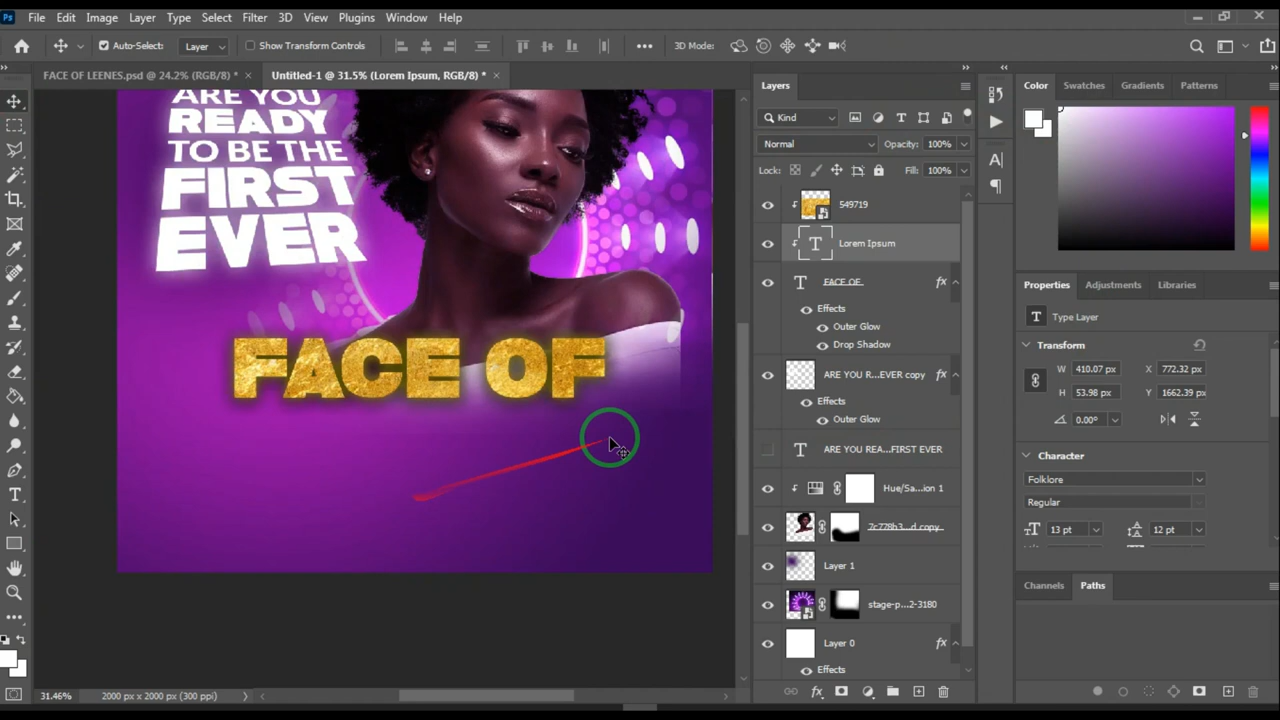 Ps File Edit Image Layer Type Select Filter 3D View Plugins Window Help
Auto-Select: Layer Show Transform Controls 3D Mode:
FACE OF LEENES.psd @ 24.2% (RGB/8) * × Untitled-1 @ 31.5% (Lorem Ipsum, RGB/8) * ×
ARE YOU
READY
TO BE THE
FIRST
EVER
FACE OF
31.46% 2000 px x 2000 px (300 ppi)
Layers
Kind
Normal Opacity: 100%
Lock: Fill: 100%
549719
T Lorem Ipsum
T FACE OF fx
Effects
Outer Glow
Drop Shadow
ARE YOU R...EVER copy fx
Effects
Outer Glow
T ARE YOU REA...FIRST EVER
Hue/Sa...ion 1
7c778b3...d copy
Layer 1
stage-p...2-3180
Layer 0 fx
Effects
Color Swatches Gradients Patterns
Properties Adjustments Libraries
T Type Layer
Transform
W 410.07 px X 772.32 px
H 53.98 px Y 1662.39 px
0.00°
Character
Folklore
Regular
13 pt 12 pt
Channels Paths